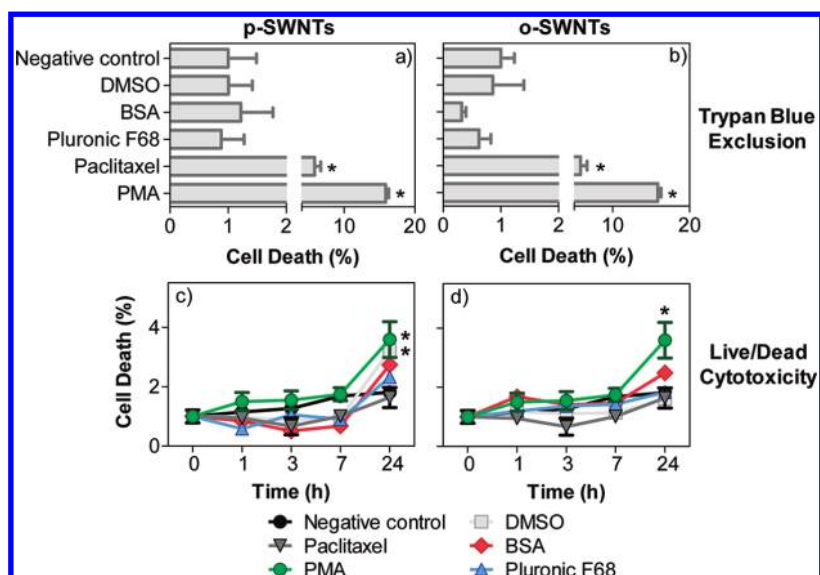 p-SWNTs
o-SWNTs
Negative control
DMSO
BSA
Pluronic F68
Paclitaxel
PMA
a)
*
*
0 1 2 10 20
Cell Death (%)
b)
*
*
0 1 2 10 20
Cell Death (%)
Trypan Blue
Exclusion
c)
Cell Death (%)
4
2
0
*
*
0 1 3 7 24
Time (h)
d)
*
0 1 3 7 24
Time (h)
Live/Dead
Cytotoxicity
Negative control
DMSO
Paclitaxel
BSA
PMA
Pluronic F68